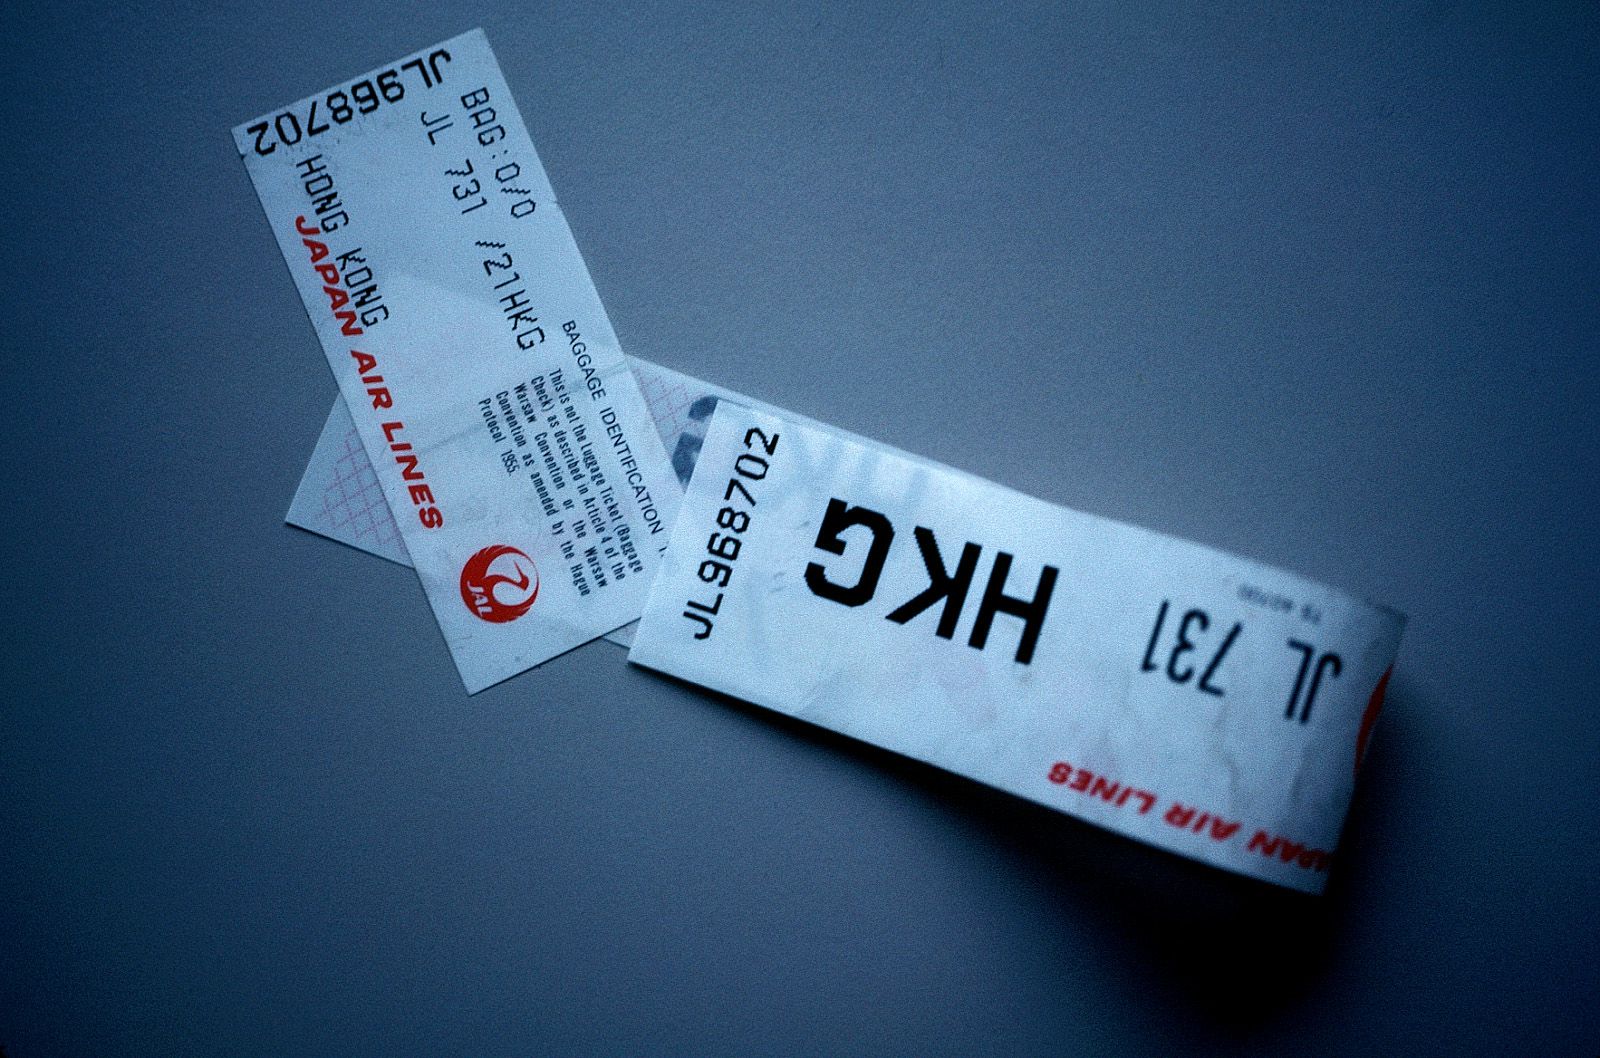 JL968702
BAG:0/0
JL 731 /21HKG
HONG KONG
JAPAN AIR LINES
BAGGAGE IDENTIFICATION
This is not the Luggage Ticket (Baggage
Check) as described in Article 4 of the
Warsaw Convention or the Warsaw
Convention as amended by the Hague
Protocol 1955.
JAL
JL968702
HKG
JL 731
AIR LINES